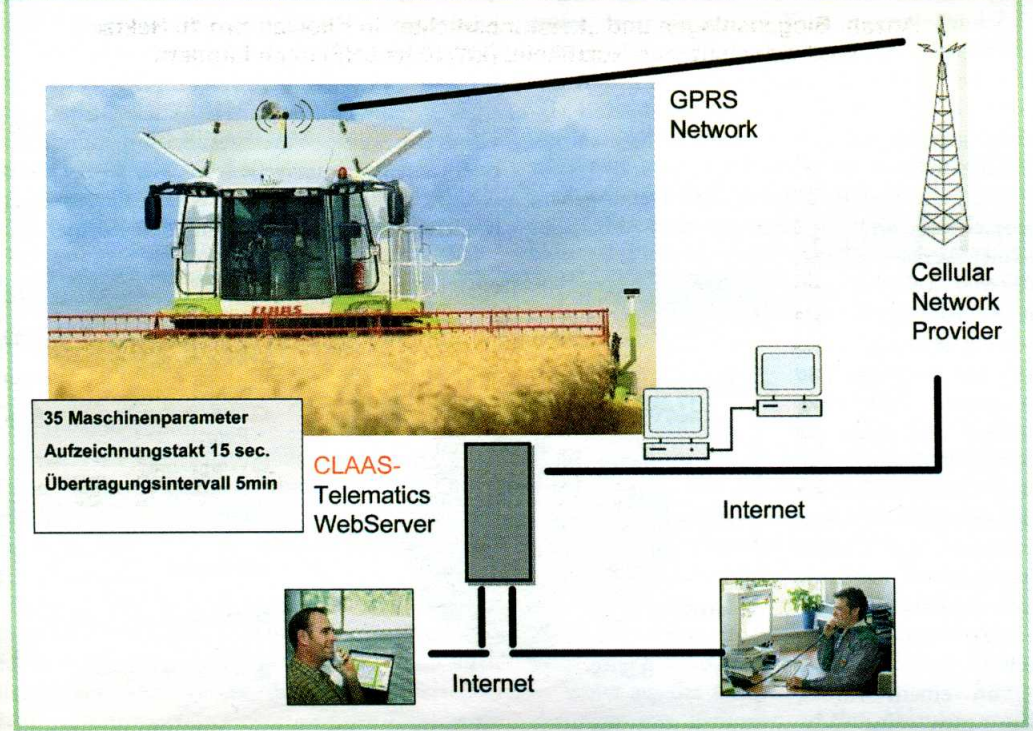 GPRS
Network
CLAAS
Cellular
Network
Provider
35 Maschinenparameter
Aufzeichnungstakt 15 sec.
Übertragungsintervall 5min
CLAAS-
Telematics
WebServer
Internet
Internet